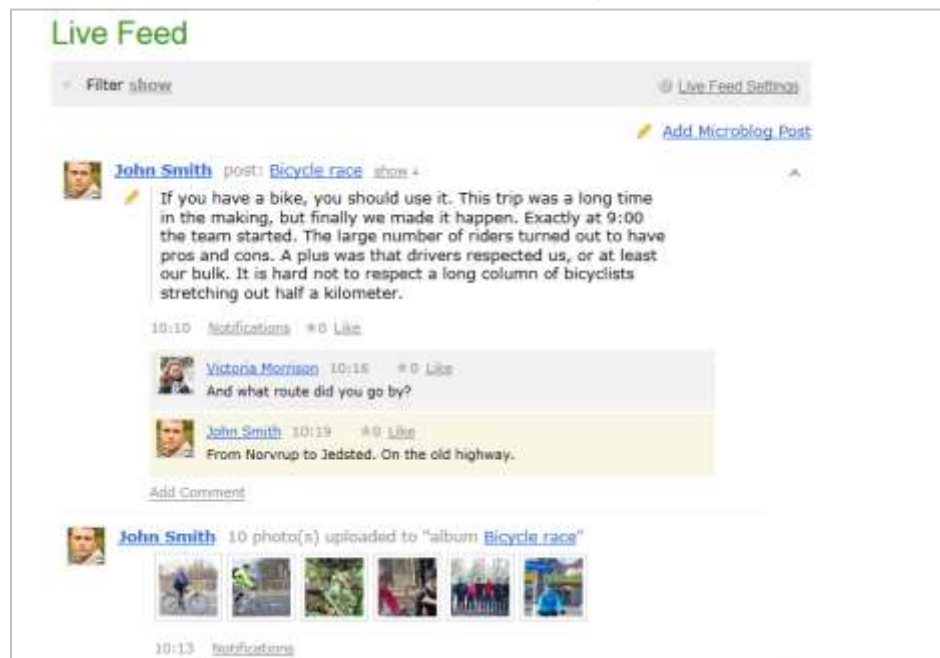 Live Feed
Filter show
Live Feed Settings
Add Microblog Post
John Smith post: Bicycle race show
If you have a bike, you should use it. This trip was a long time
in the making, but finally we made it happen. Exactly at 9:00
the team started. The large number of riders turned out to have
pros and cons. A plus was that drivers respected us, or at least
our bulk. It is hard not to respect a long column of bicyclists
stretching out half a kilometer.
10:10 Notifications 0 Like
Victoria Morrison 10:16 0 Like
And what route did you go by?
John Smith 10:19 0 Like
From Norvrup to Jedsted. On the old highway.
Add Comment
John Smith 10 photo(s) uploaded to "album Bicycle race"
10:13 Notifications